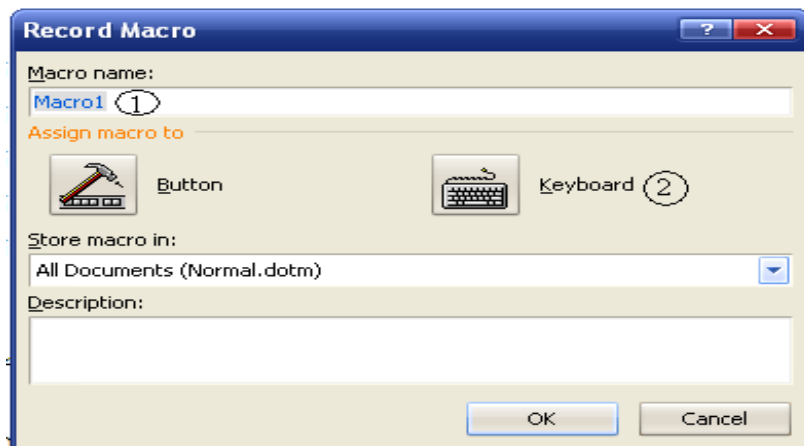 Record Macro
Macro name:
Macro1 ①
Assign macro to
Button
Keyboard ②
Store macro in:
All Documents (Normal.dotm)
Description:
OK Cancel